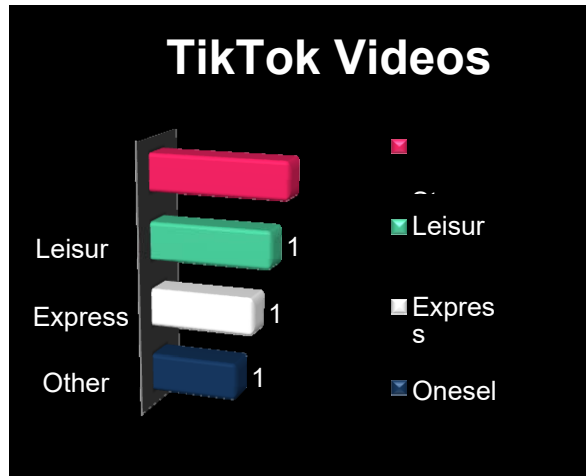 TikTok Videos
Leisur
1
Leisur
Express
1
Expres
s
Other
1
Onesel